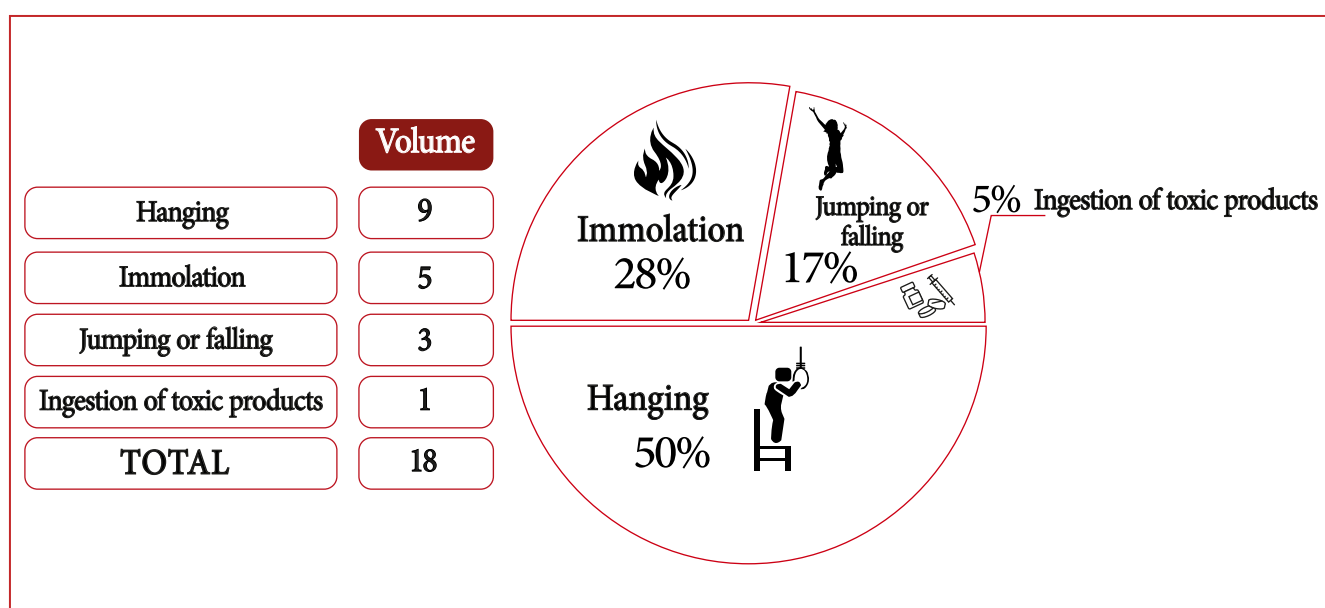 Volume
Hanging 9
Immolation 5
Jumping or falling 3
Ingestion of toxic products 1
TOTAL 18
Immolation
28%
Jumping or
falling
17%
5% Ingestion of toxic products
Hanging
50%